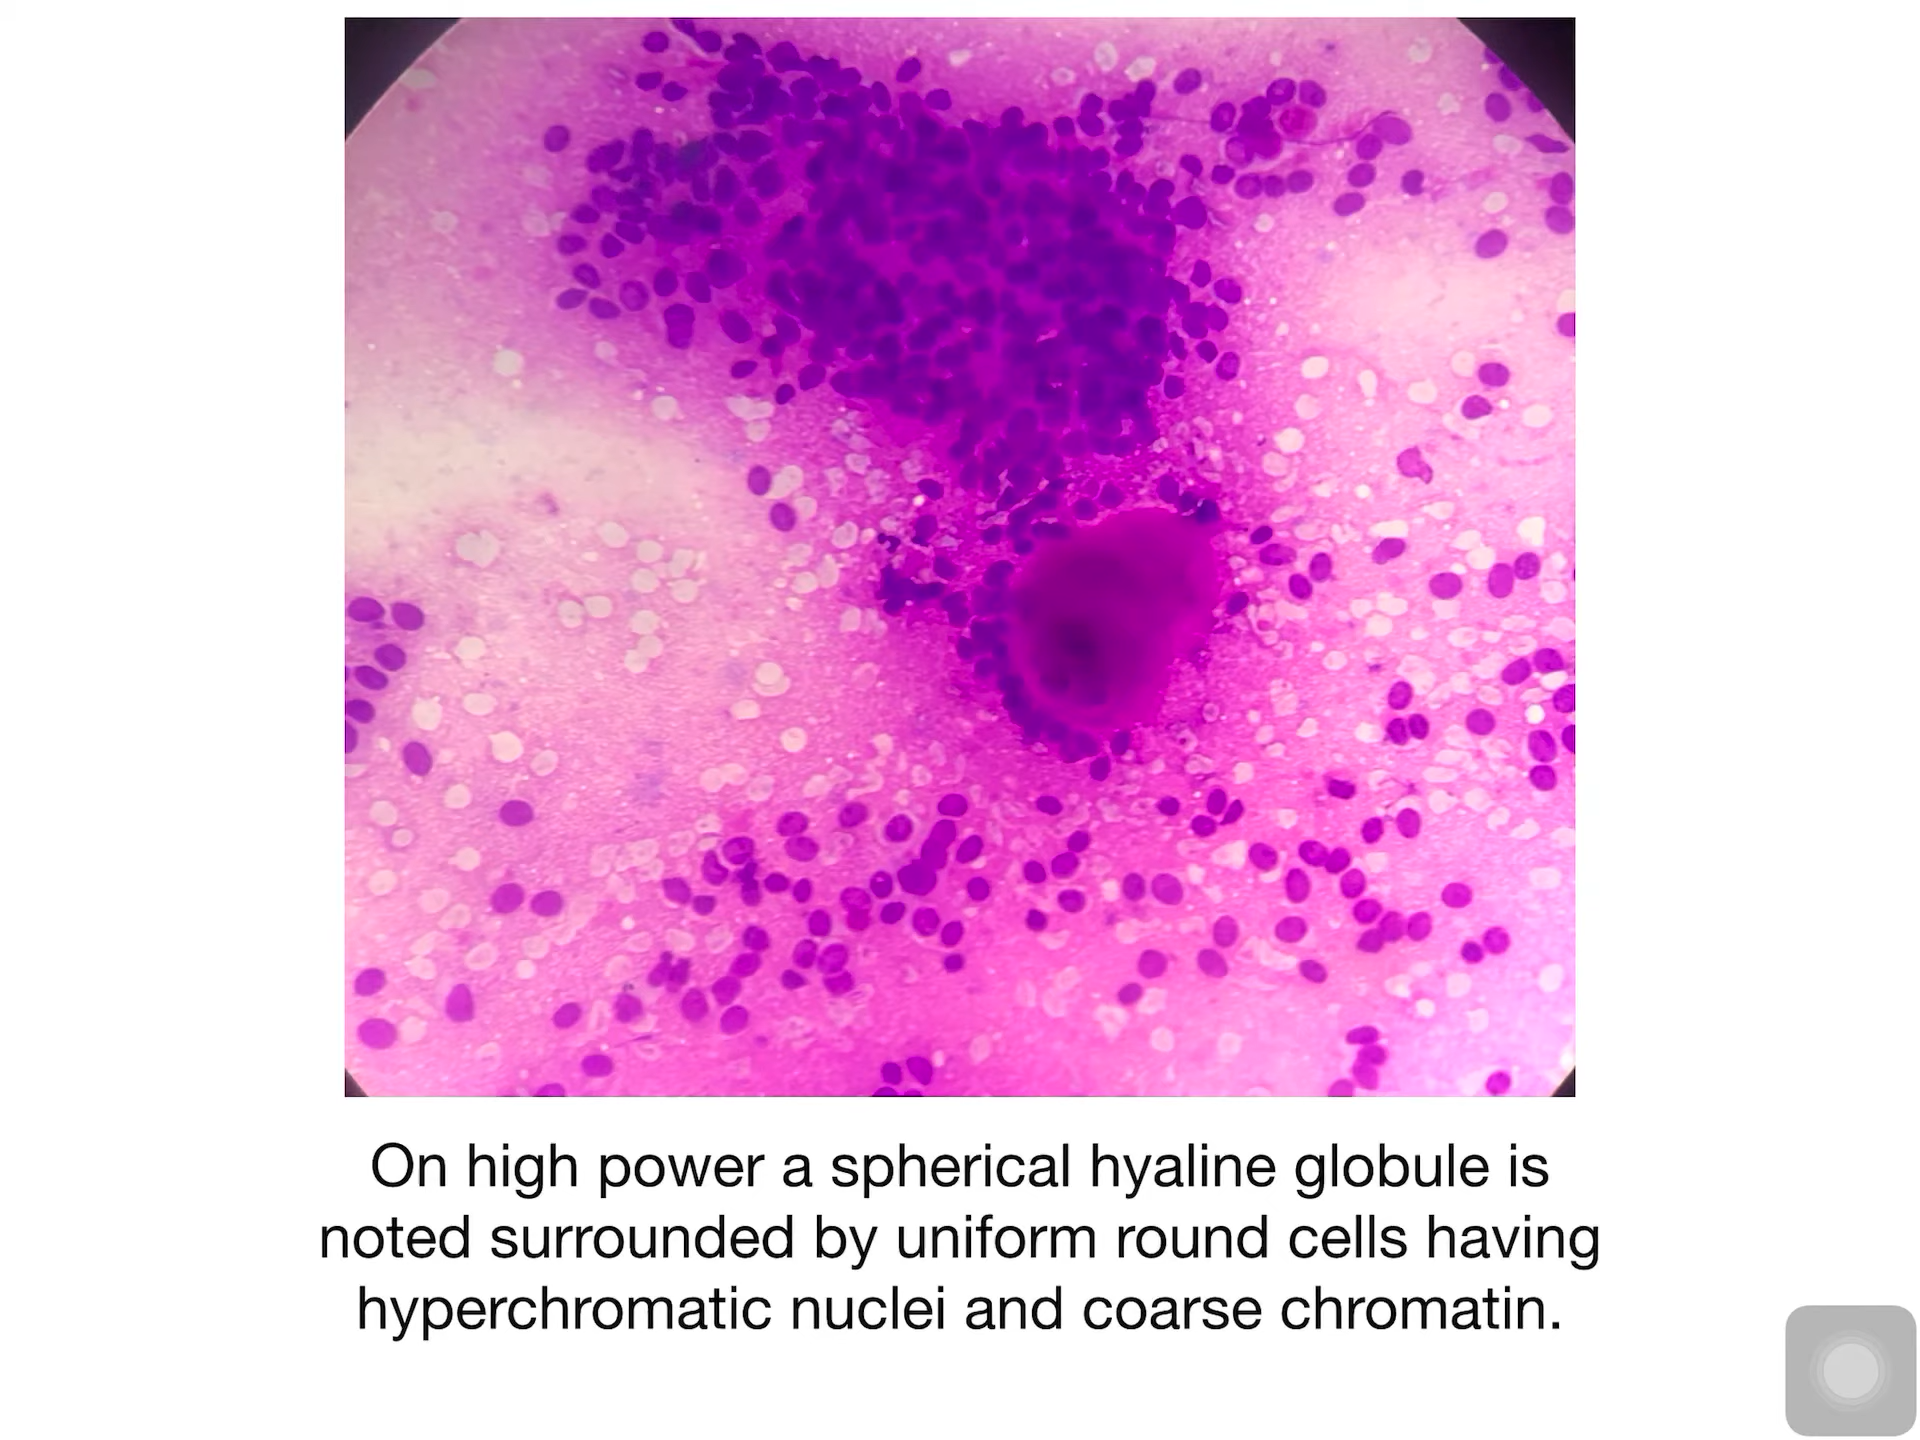 On high power a spherical hyaline globule is
noted surrounded by uniform round cells having
hyperchromatic nuclei and coarse chromatin.